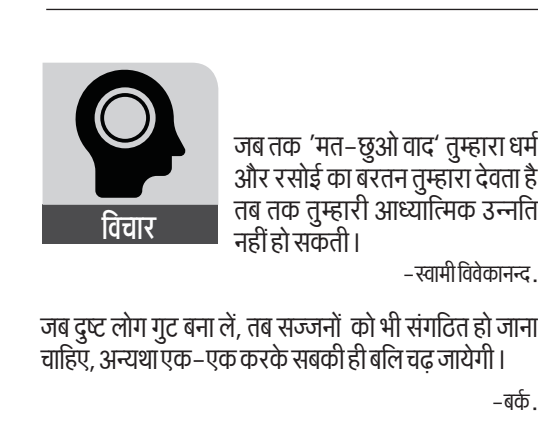 विचार
जब तक 'मत-छुओ वाद' तुम्हारा धर्म
और रसोई का बरतन तुम्हारा देवता है
तब तक तुम्हारी आध्यात्मिक उन्नति
नहीं हो सकती।
-स्वामी विवेकानन्द.
जब दुष्ट लोग गुट बना लें, तब सज्जनों को भी संगठित हो जाना
चाहिए, अन्यथा एक-एक करके सबकी ही बलि चढ़ जायेगी।
-बर्क.